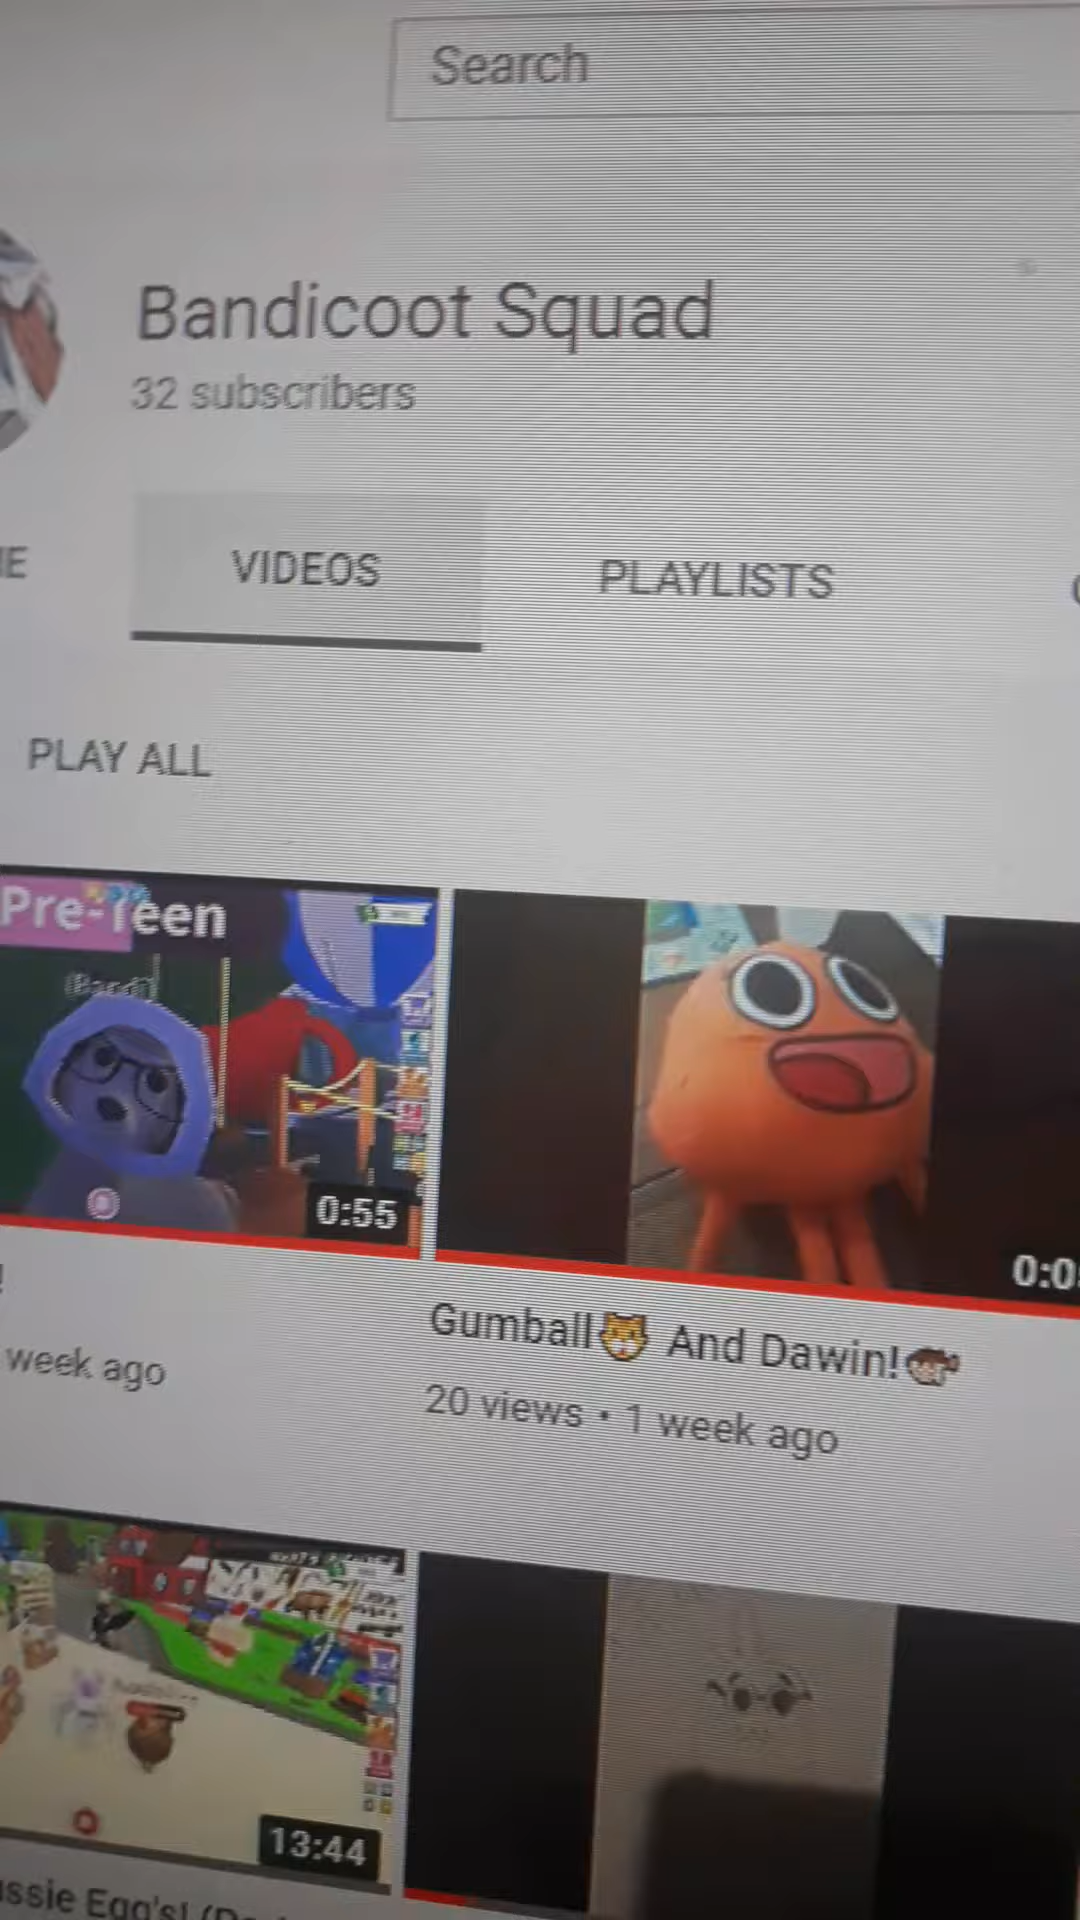 Search
Bandicoot Squad
32 subscribers
VIDEOS
PLAYLISTS
PLAY ALL
Pre-Teen
0:55
Gumball🐯 And Dawin!
20 views • 1 week ago
week ago
13:44
Egg's!